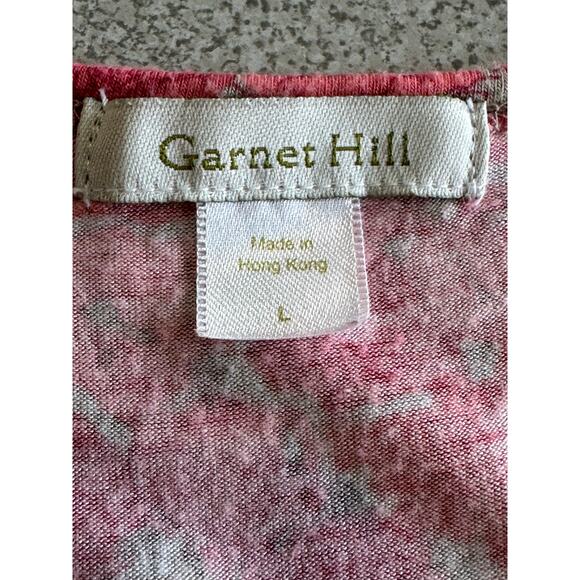 Garnet Hill
Made in
Hong Kong
L